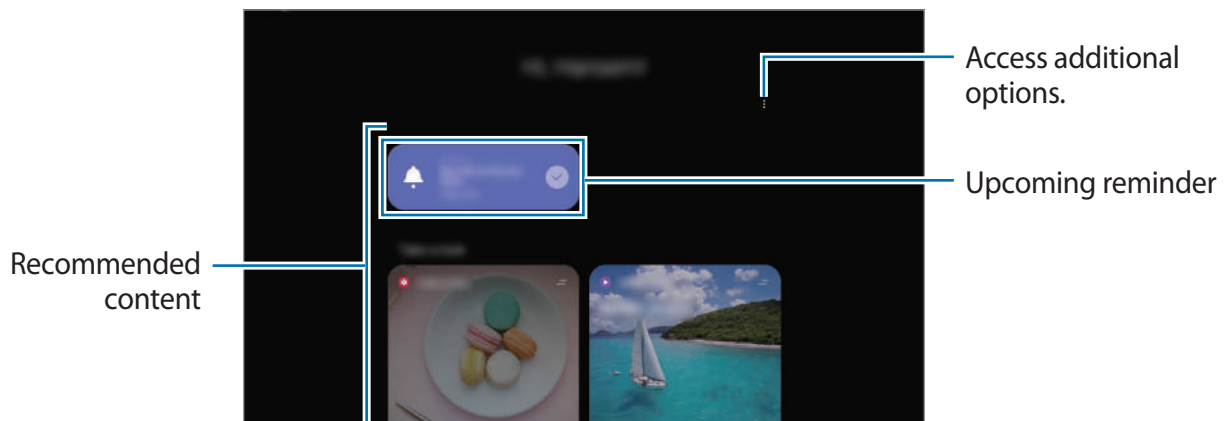 Access additional
options.
Upcoming reminder
Recommended
content